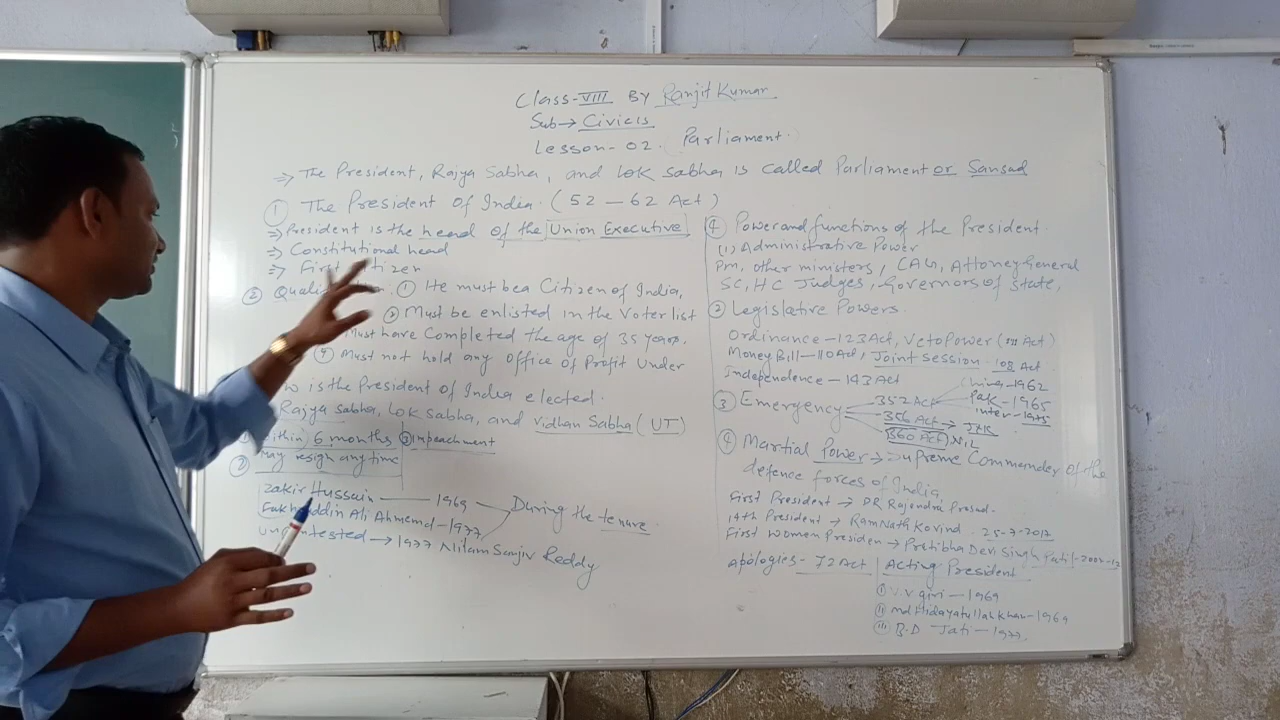 Class-VIII BY Ranjit Kumar
Sub→ Civicis
Lesson-02. Parliament.
⇒ The President, Rajya Sabha, and LOK Sabha is called Parliament or Sansad
① The President of India. (52 – 62 Act)
⇒ President is the head of the Union Executive
⇒ Constitutional head
⇒ First
② ① He must be a Citizen of India,
② Must be enlisted in the Voter list
Must have Completed the age of 35 years.
④ Must not hold any Office of Profit Under
is the President of India elected.
Rajya Sabha, LOK Sabha, and vidhan Sabha (UT)
within 6 months ③ impeachment
② May resign any time
Zakir Hussain — 1969
Ali Ahmemd – 1977 During the tenure
→ 1977 Nilam Sanjiv Reddy
④ Power and functions of the President.
(1) Administrative Power
Pm, other ministers, CAG, Attorney General
SC, HC Judges, Governors of State,
② Legislative Powers.
Ordinance – 123 Act, Veto Power (111 Act)
Money Bill – 110 Act, Joint Session 108 Act
Independence – 143 Act
③ Emergency 352 Act China-1962
Pak – 1965
inter – 1975
356 Act → J&K
360 Act NIL
④ Martial Power → Supreme Commander of the
defence forces of India,
First President → DR Rajendra Prasad.
14th President → Ram Nath Kovind. 25-7-2017
First Women Presiden → Pratibha Devi Singh Patil-2007-12
Apologies – 72 Act Acting President
(I) V.V giri — 1969
(II) Md Hidayatullah Khan – 1969
(III) B.D Jati – 1977,